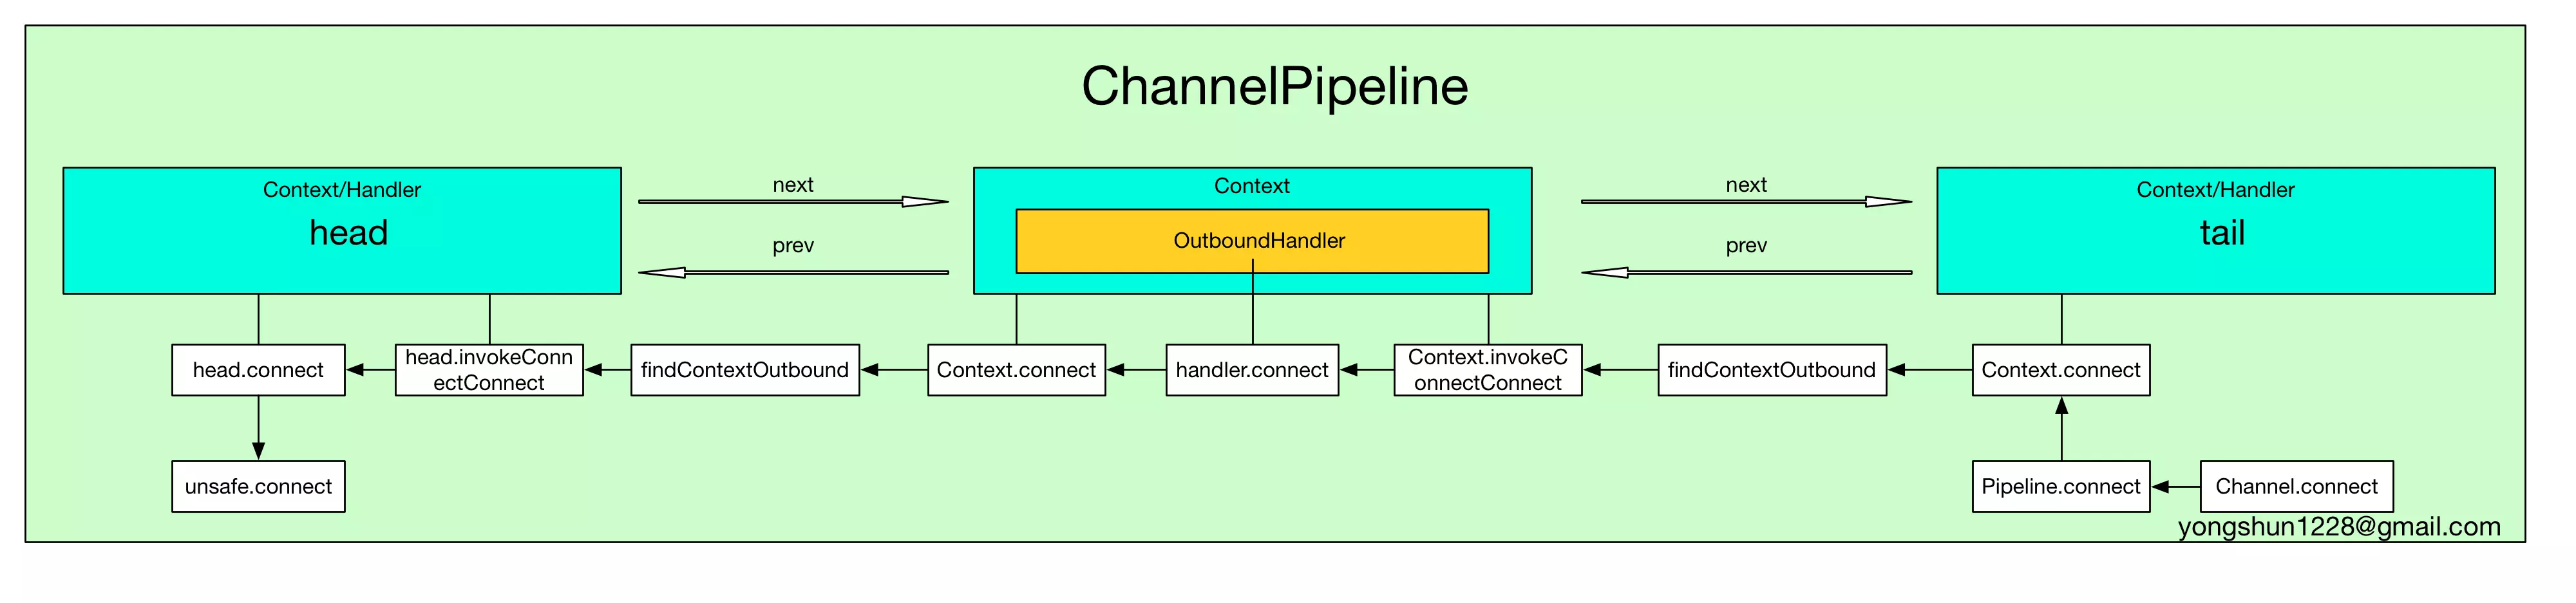 ChannelPipeline
Context/Handler
head
next
prev
Context
OutboundHandler
next
prev
Context/Handler
tail
head.connect
head.invokeConn
ectConnect
findContextOutbound
Context.connect
handler.connect
Context.invokeC
onnectConnect
findContextOutbound
Context.connect
unsafe.connect
Pipeline.connect
Channel.connect
yongshun1228@gmail.com